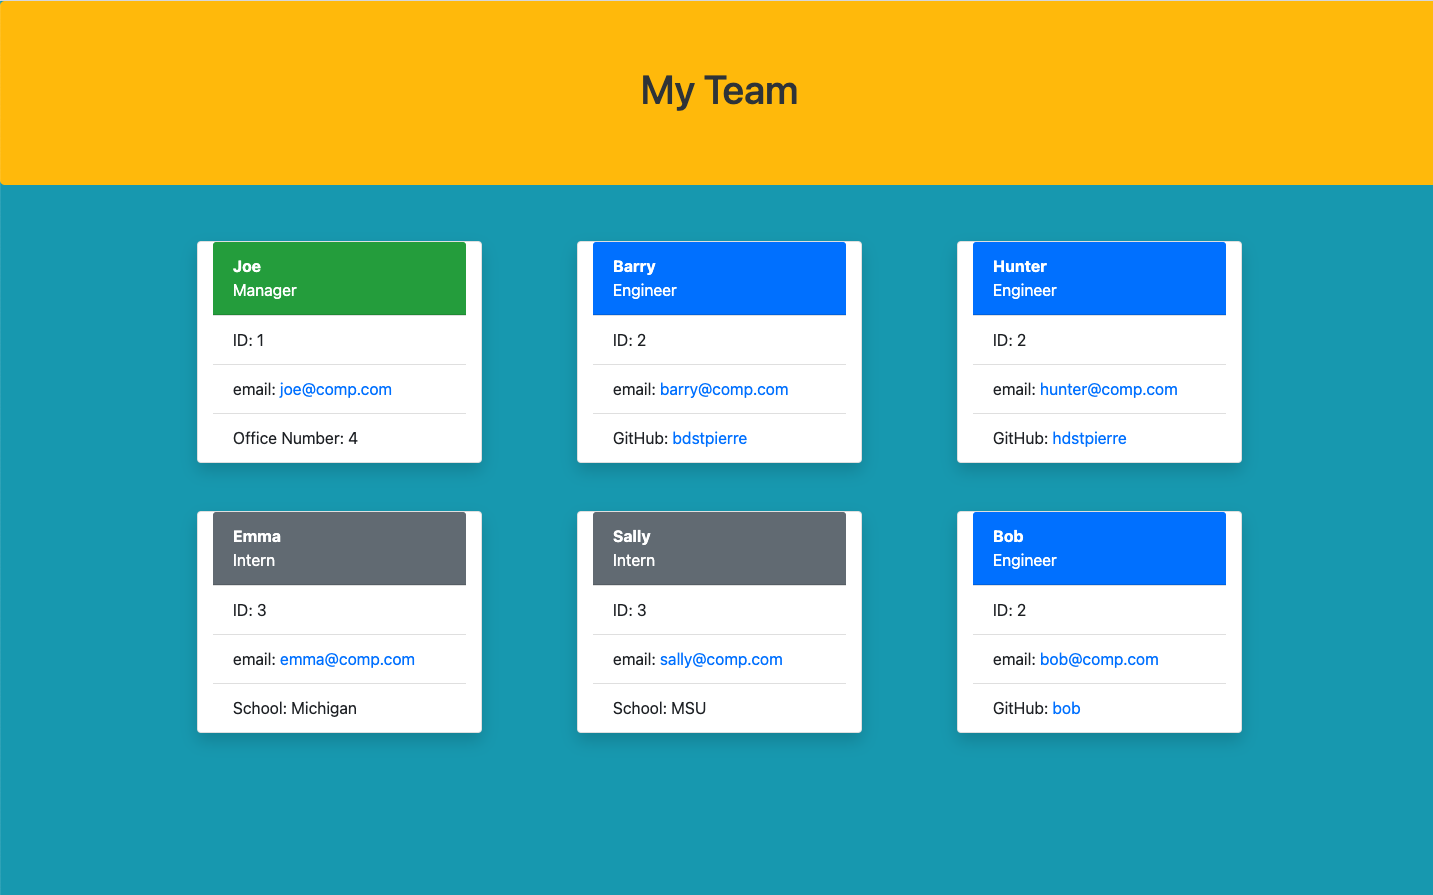 My Team
Joe
Manager
ID: 1
email: joe@comp.com
Office Number: 4
Barry
Engineer
ID: 2
email: barry@comp.com
GitHub: bdstpierre
Hunter
Engineer
ID: 2
email: hunter@comp.com
GitHub: hdstpierre
Emma
Intern
ID: 3
email: emma@comp.com
School: Michigan
Sally
Intern
ID: 3
email: sally@comp.com
School: MSU
Bob
Engineer
ID: 2
email: bob@comp.com
GitHub: bob